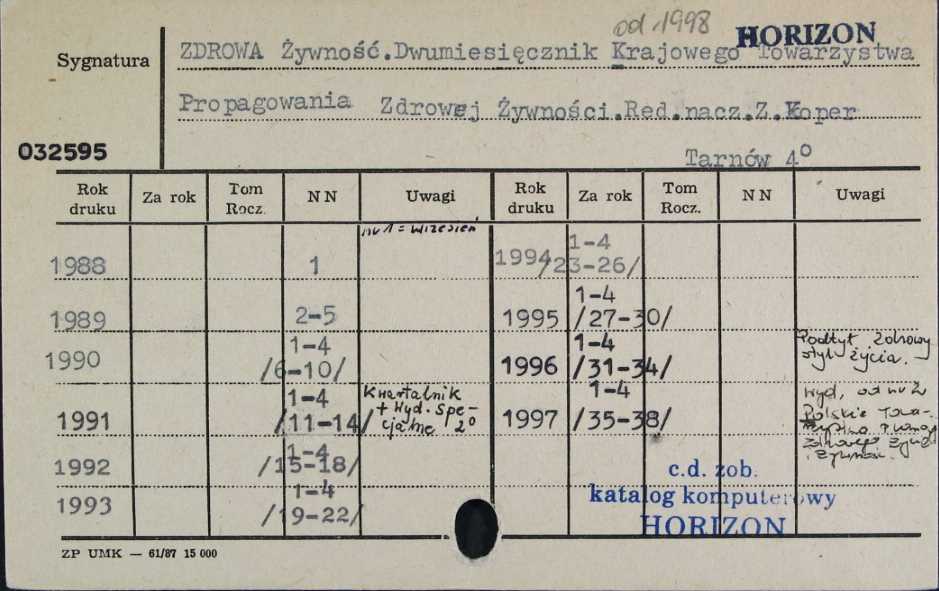 od 1998 HORIZON
Sygnatura
ZDROWA Żywność.Dwumiesięcznik Krajowego Towarzystwa
Propagowania Zdrowej Żywności.Red.nacz.Z.Koper
032595
Tarnów 4°
Rok druku Za rok Tom Rocz. NN Uwagi Rok druku Za rok Tom Rocz. NN Uwagi
nr 1 = wrzesień
1988 1 1994 1-4 /23-26/
1989 2-5 1995 1-4 /27-30/
1990 1-4 /6-10/ 1996 1-4 /31-34/ Podtyt. Zdrowy styl życia.
1991 1-4 /11-14/ Kwartalnik + Wyd. Specjalne 2° 1997 1-4 /35-38/ Wyd. od nr 2 Polskie
1992 1-4 /15-18/
1993 1-4 /19-22/
c.d. zob.
katalog komputerowy
HORIZON
ZP UMK — 61/87 15 000